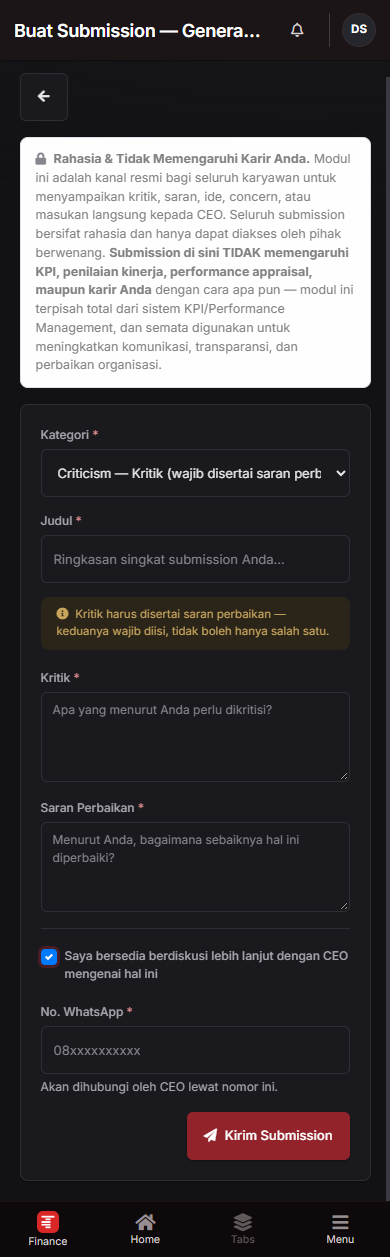 Buat Submission — Genera...
DS
Rahasia & Tidak Memengaruhi Karir Anda. Modul
ini adalah kanal resmi bagi seluruh karyawan untuk
menyampaikan kritik, saran, ide, concern, atau
masukan langsung kepada CEO. Seluruh submission
bersifat rahasia dan hanya dapat diakses oleh pihak
berwenang. Submission di sini TIDAK memengaruhi
KPI, penilaian kinerja, performance appraisal,
maupun karir Anda dengan cara apa pun — modul ini
terpisah total dari sistem KPI/Performance
Management, dan semata digunakan untuk
meningkatkan komunikasi, transparansi, dan
perbaikan organisasi.
Kategori *
Criticism — Kritik (wajib disertai saran perb
Judul *
Ringkasan singkat submission Anda...
Kritik harus disertai saran perbaikan —
keduanya wajib diisi, tidak boleh hanya salah satu.
Kritik *
Apa yang menurut Anda perlu dikritisi?
Saran Perbaikan *
Menurut Anda, bagaimana sebaiknya hal ini
diperbaiki?
Saya bersedia berdiskusi lebih lanjut dengan CEO
mengenai hal ini
No. WhatsApp *
08xxxxxxxxxx
Akan dihubungi oleh CEO lewat nomor ini.
Kirim Submission
Finance
Home
Tabs
Menu